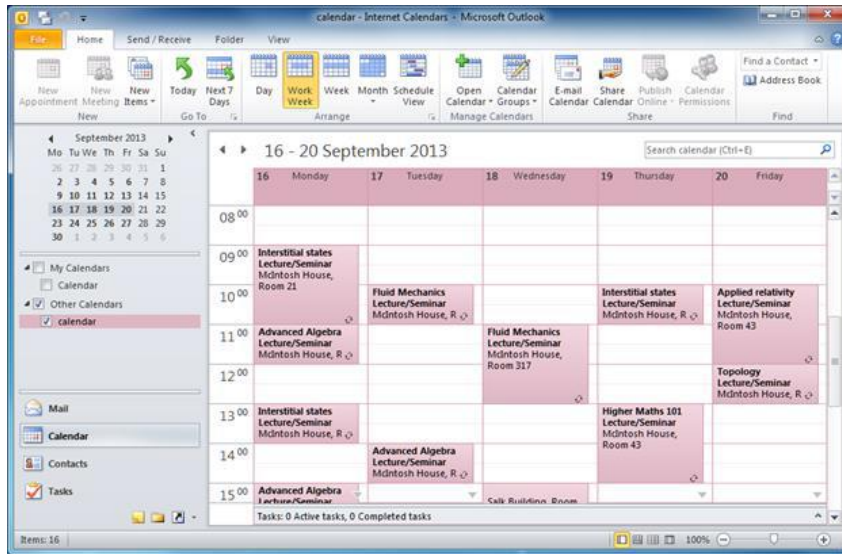 calendar - Internet Calendars - Microsoft Outlook
File Home Send / Receive Folder View
New Appointment
New Meeting
New Items
Today
Next 7 Days
Day
Work Week
Week
Month
Schedule View
Open Calendar
Calendar Groups
E-mail Calendar
Share Calendar
Publish Online
Calendar Permissions
Find a Contact
Address Book
New Go To Arrange Manage Calendars Share Find
September 2013
Mo Tu We Th Fr Sa Su
26 27 28 29 30 31 1
2 3 4 5 6 7 8
9 10 11 12 13 14 15
16 17 18 19 20 21 22
23 24 25 26 27 28 29
30 1 2 3 4 5 6
My Calendars
Calendar
Other Calendars
calendar
Mail
Calendar
Contacts
Tasks
16 - 20 September 2013
Search calendar (Ctrl+E)
16 Monday 17 Tuesday 18 Wednesday 19 Thursday 20 Friday
08 00
09 00
10 00
11 00
12 00
13 00
14 00
15 00
Interstitial states
Lecture/Seminar
McIntosh House,
Room 21
Advanced Algebra
Lecture/Seminar
McIntosh House, R
Interstitial states
Lecture/Seminar
McIntosh House, R
Advanced Algebra
Lecture/Seminar
Fluid Mechanics
Lecture/Seminar
McIntosh House, R
Advanced Algebra
Lecture/Seminar
McIntosh House, R
Fluid Mechanics
Lecture/Seminar
McIntosh House,
Room 317
Salk Building, Room
Interstitial states
Lecture/Seminar
McIntosh House, R
Higher Maths 101
Lecture/Seminar
McIntosh House,
Room 43
Applied relativity
Lecture/Seminar
McIntosh House,
Room 43
Topology
Lecture/Seminar
McIntosh House, R
Tasks: 0 Active tasks, 0 Completed tasks
Items: 16
100%